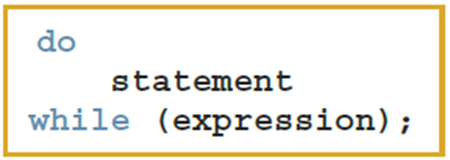 do
statement
while (expression);